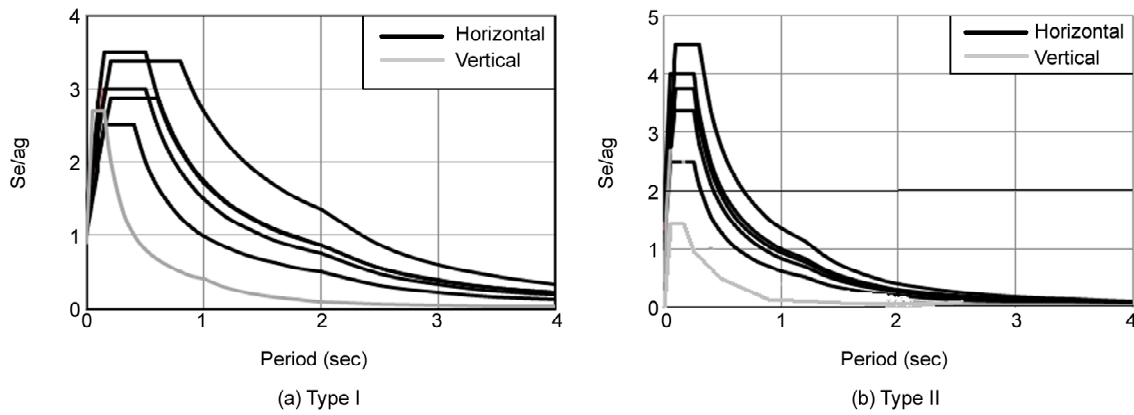 4
3
2
1
0
Se/ag
Horizontal
Vertical
0 1 2 3 4
Period (sec)
(a) Type I
5
4
3
2
1
0
Se/ag
Horizontal
Vertical
0 1 2 3 4
Period (sec)
(b) Type II